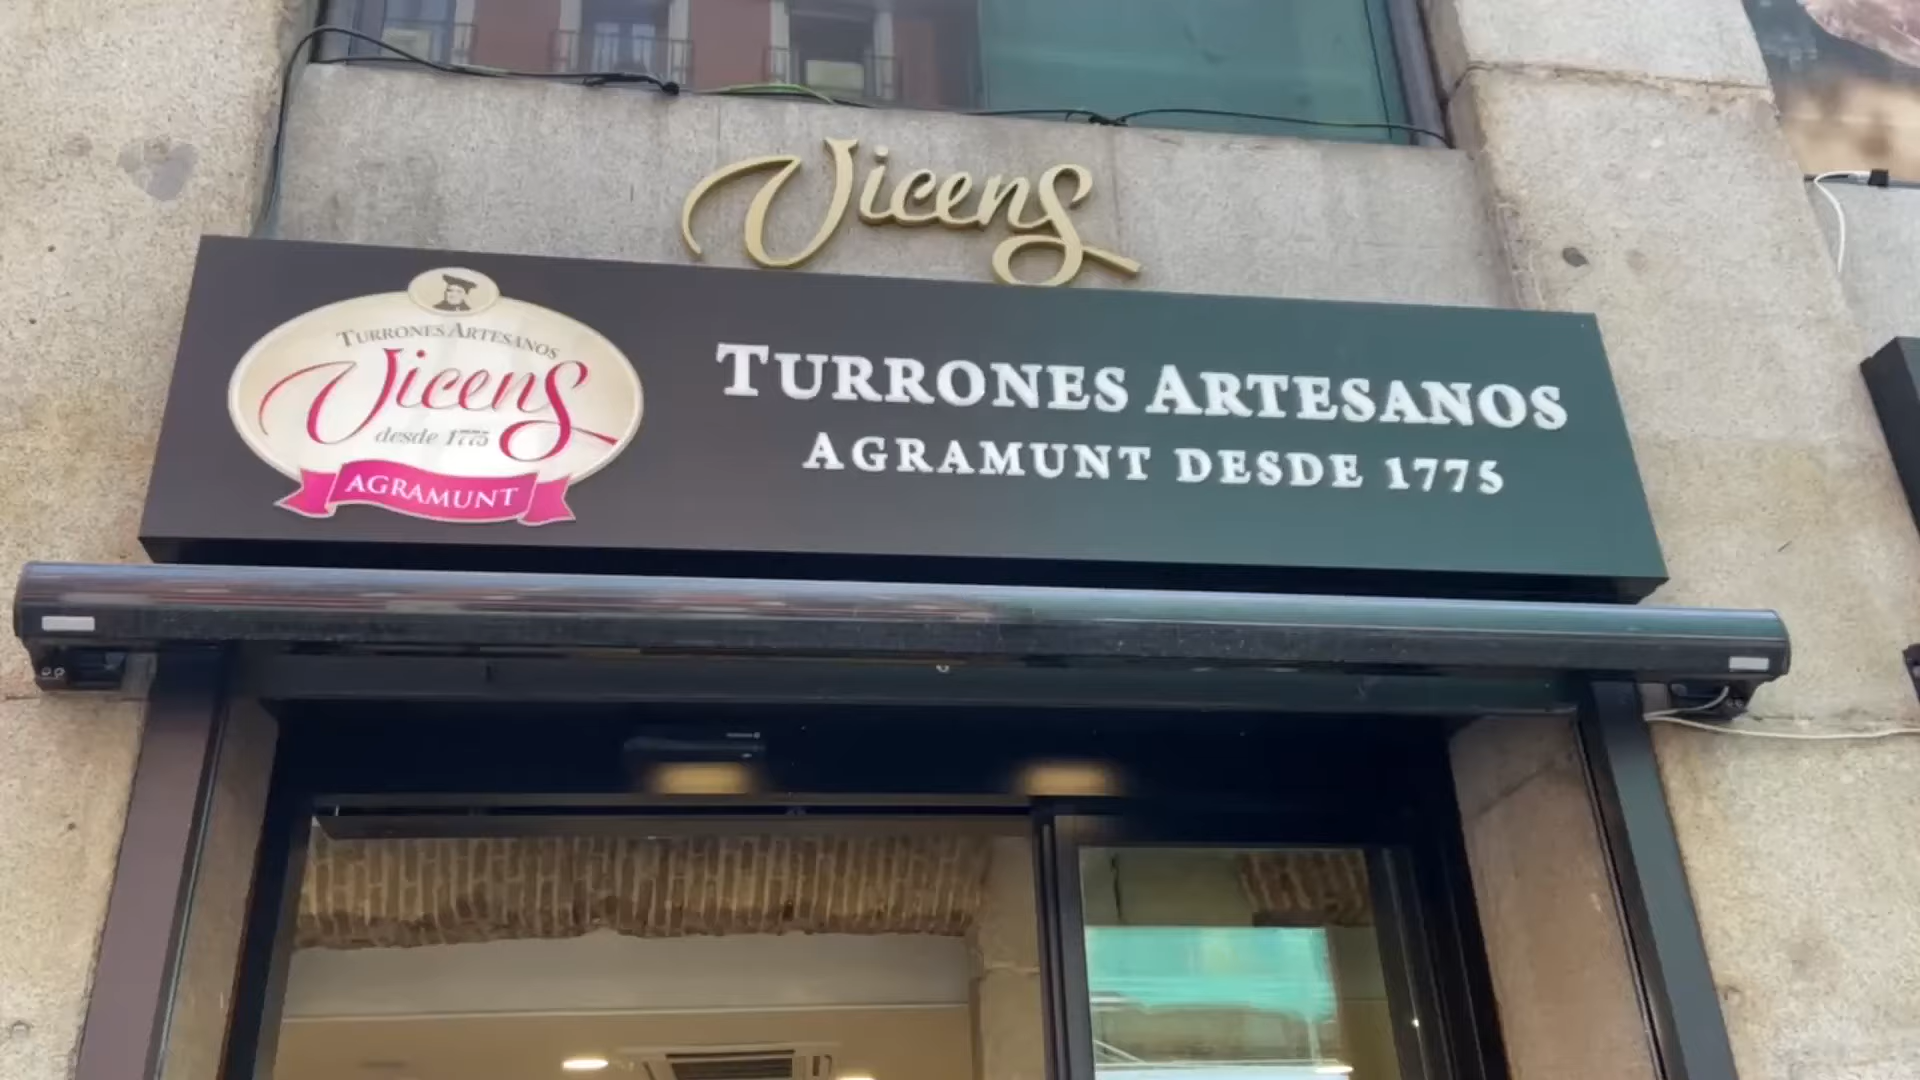 Vicens
TURRONES ARTESANOS
Vicens
desde 1775
AGRAMUNT
TURRONES ARTESANOS
AGRAMUNT DESDE 1775